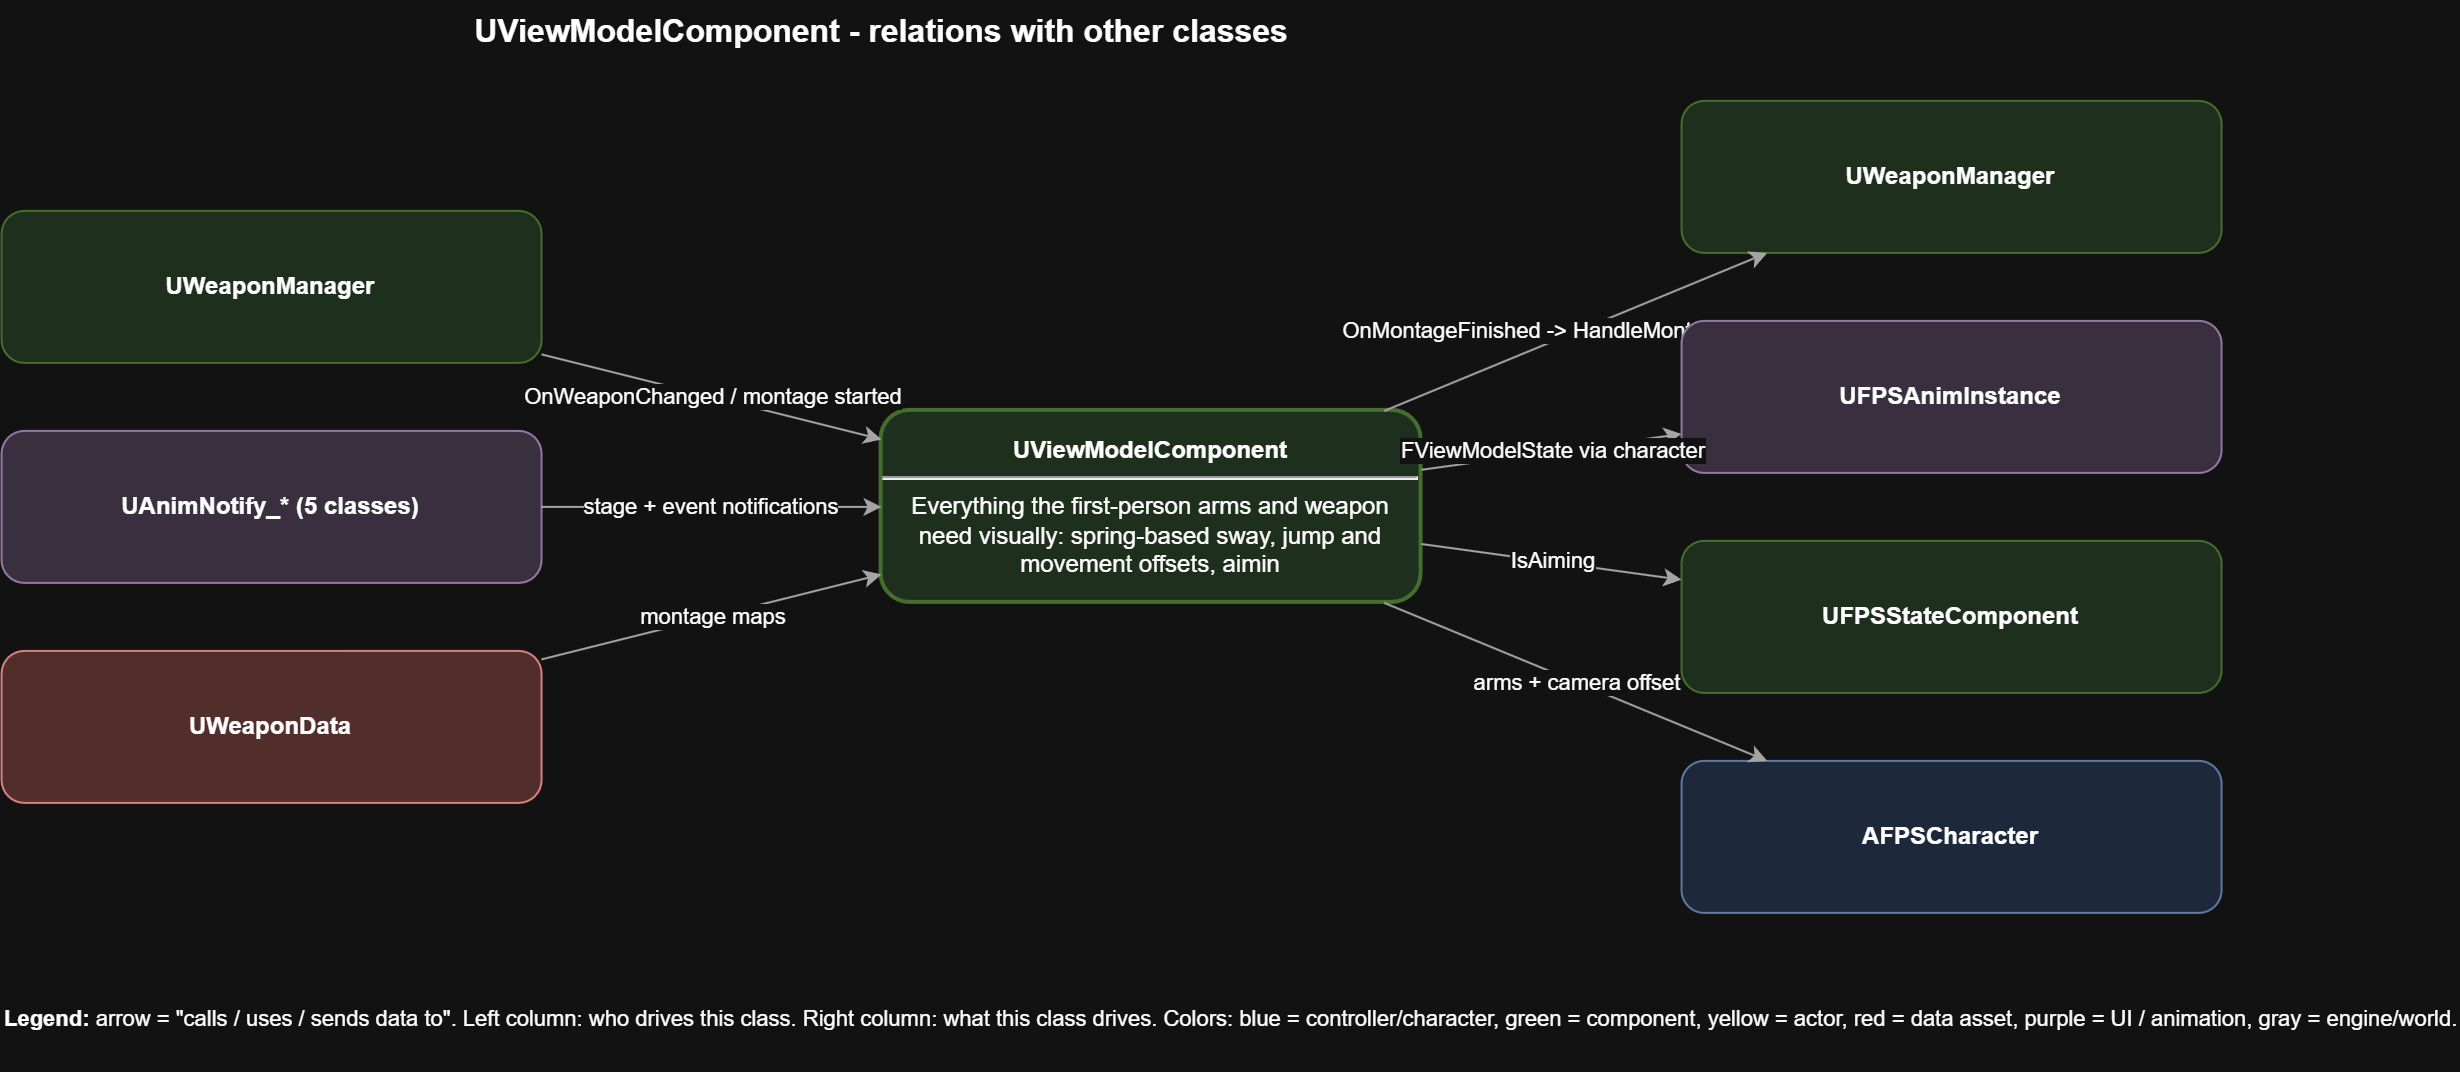 UViewModelComponent - relations with other classes
UWeaponManager
UWeaponManager
OnMontageFinished -> HandleMont
OnWeaponChanged / montage started
UFPSAnimInstance
UViewModelComponent
FViewModelState via character
UAnimNotify_* (5 classes)
stage + event notifications
Everything the first-person arms and weapon
need visually: spring-based sway, jump and
movement offsets, aimin
IsAiming
montage maps
UFPSStateComponent
arms + camera offset
UWeaponData
AFPSCharacter
Legend: arrow = "calls / uses / sends data to". Left column: who drives this class. Right column: what this class drives. Colors: blue = controller/character, green = component, yellow = actor, red = data asset, purple = UI / animation, gray = engine/world.